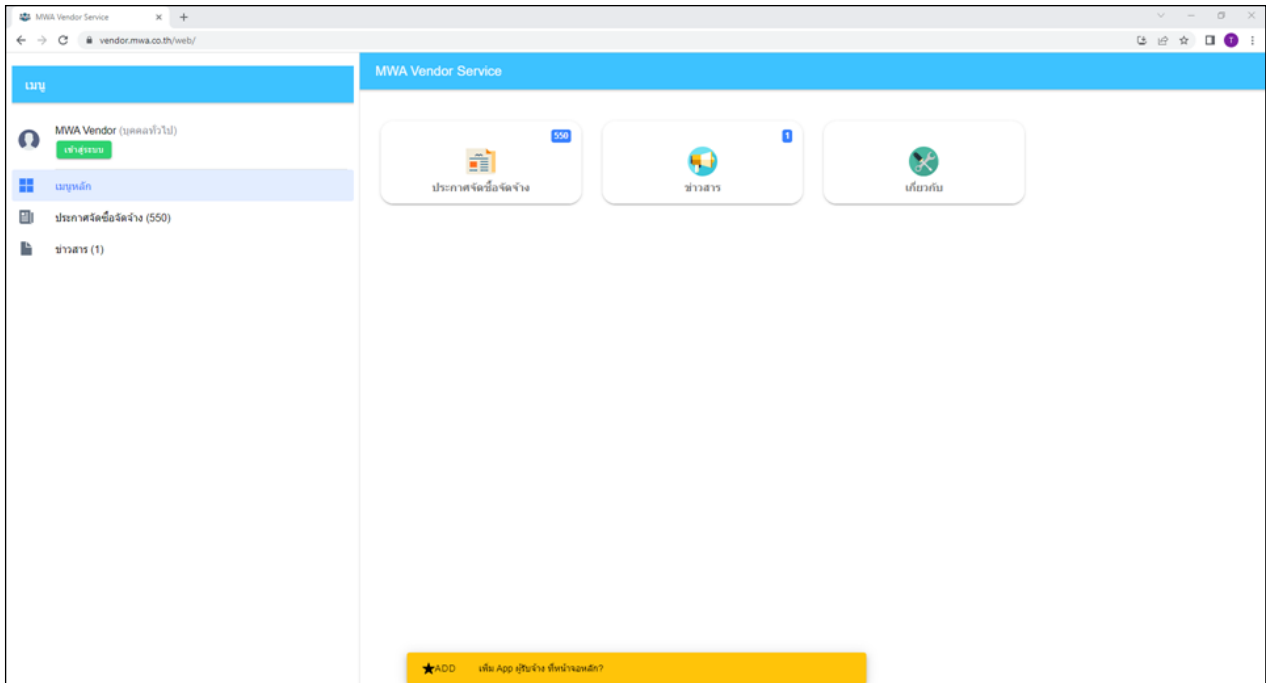 MWA Vendor Service
vendor.mwa.co.th/web/
T
เมนู
MWA Vendor Service
MWA Vendor (บุคคลทั่วไป)
เข้าสู่ระบบ
เมนูหลัก
ประกาศจัดซื้อจัดจ้าง (550)
ข่าวสาร (1)
550
ประกาศจัดซื้อจัดจ้าง
1
ข่าวสาร
เกี่ยวกับ
ADD เพิ่ม App ผู้รับจ้าง ที่หน้าจอหลัก?